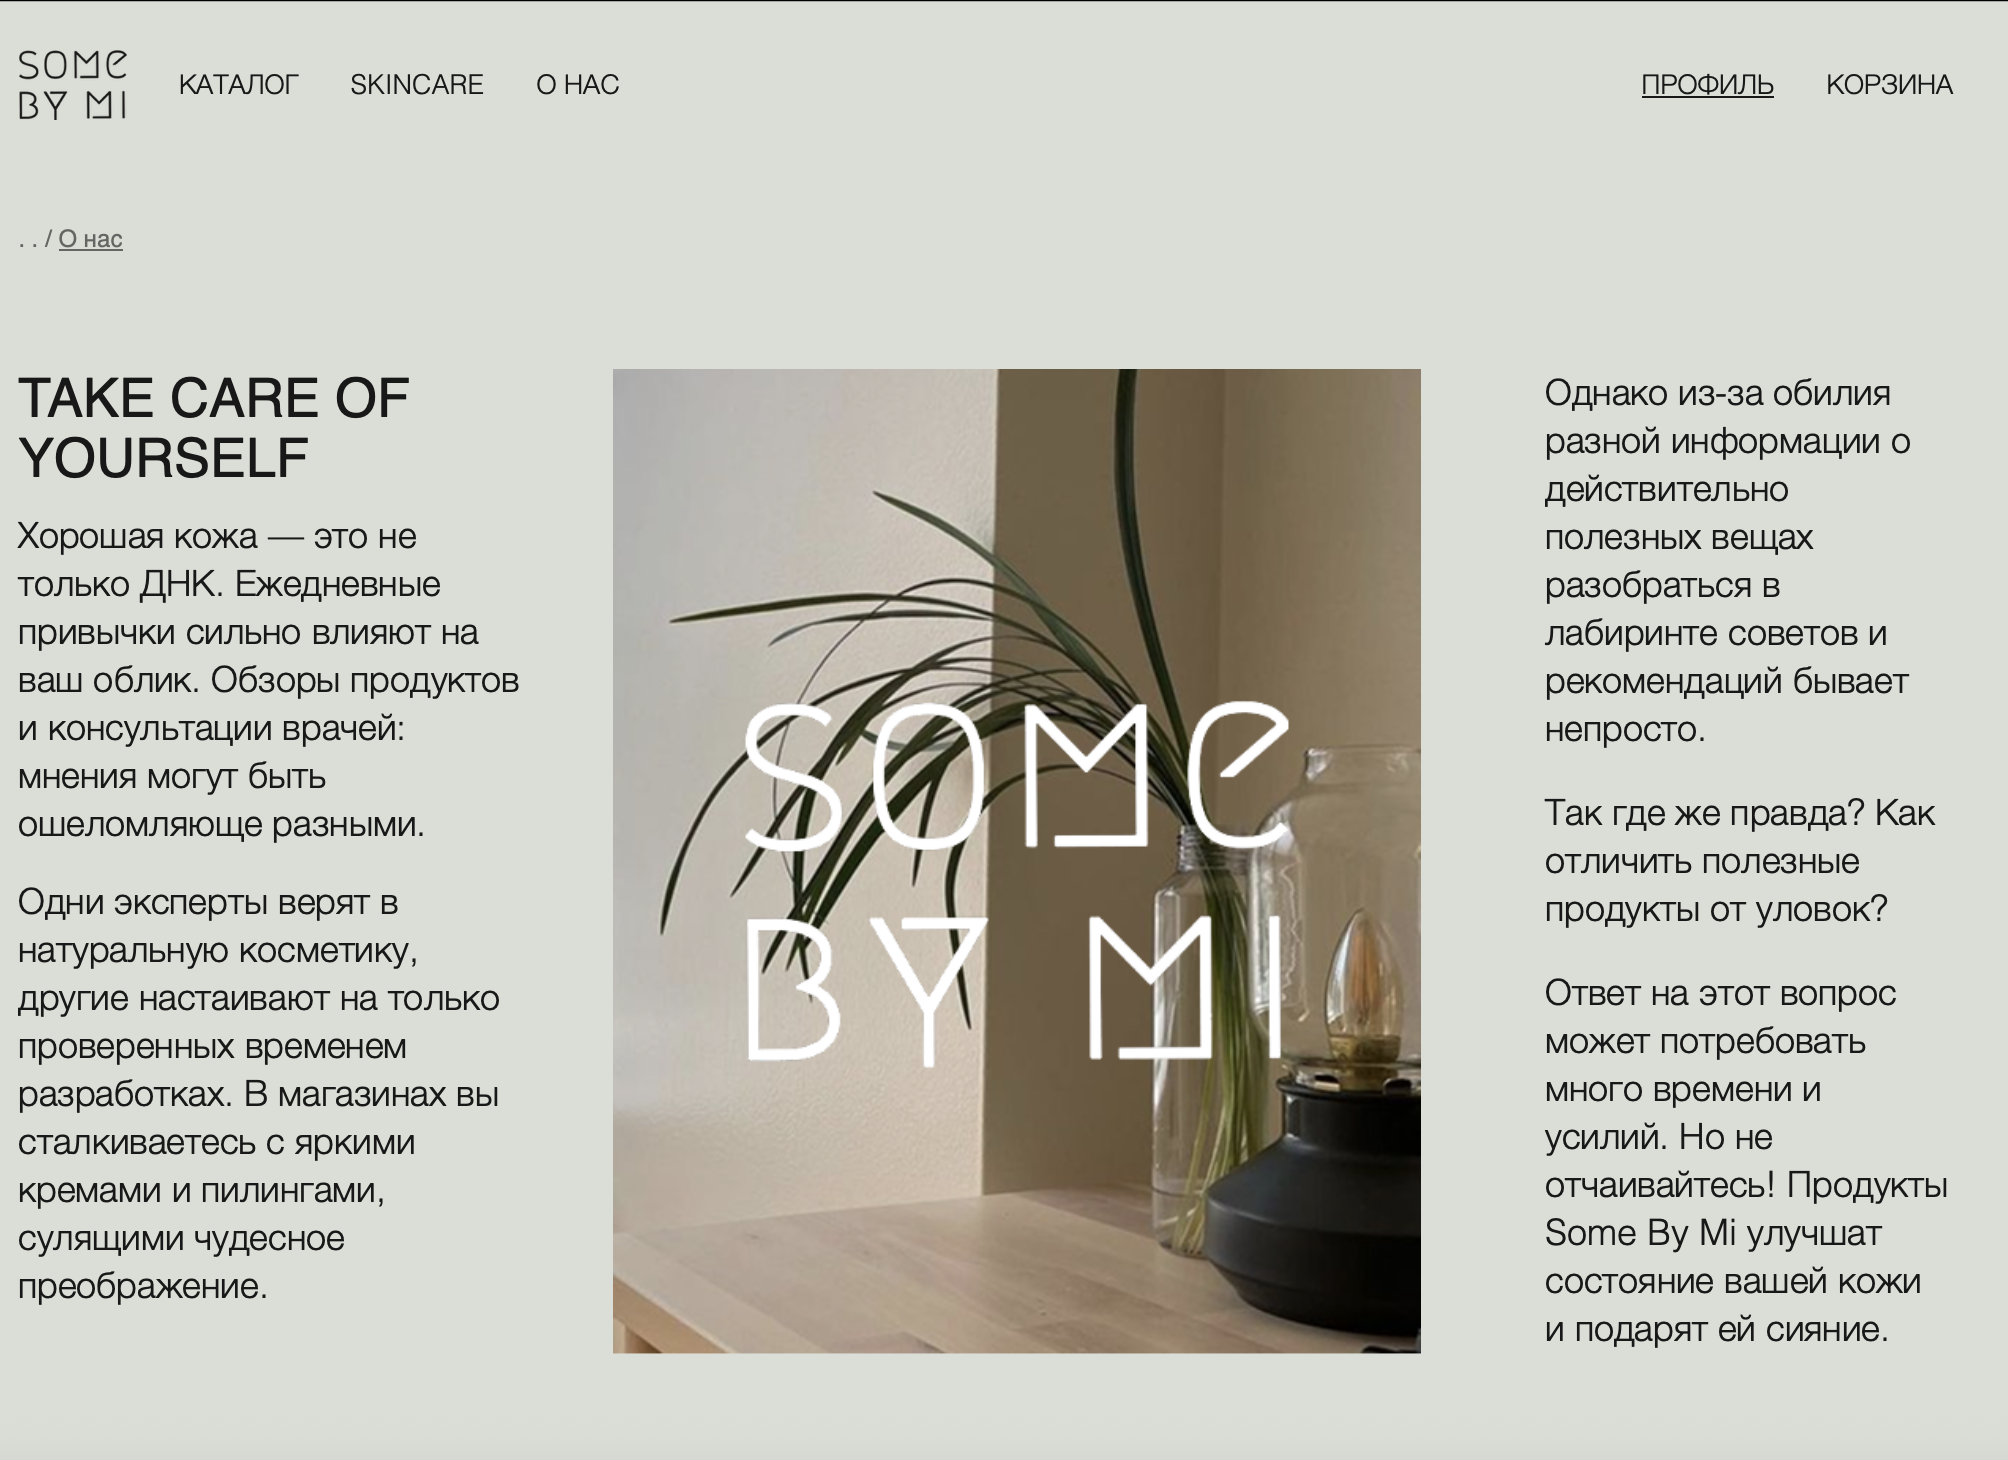 SOME
BY MI
КАТАЛОГ
SKINCARE
О НАС
ПРОФИЛЬ
КОРЗИНА
. . / О нас
TAKE CARE OF
YOURSELF
Хорошая кожа — это не
только ДНК. Ежедневные
привычки сильно влияют на
ваш облик. Обзоры продуктов
и консультации врачей:
мнения могут быть
ошеломляюще разными.
Одни эксперты верят в
натуральную косметику,
другие настаивают на только
проверенных временем
разработках. В магазинах вы
сталкиваетесь с яркими
кремами и пилингами,
сулящими чудесное
преображение.
SOME
BY MI
Однако из-за обилия
разной информации о
действительно
полезных вещах
разобраться в
лабиринте советов и
рекомендаций бывает
непросто.
Так где же правда? Как
отличить полезные
продукты от уловок?
Ответ на этот вопрос
может потребовать
много времени и
усилий. Но не
отчаивайтесь! Продукты
Some By Mi улучшат
состояние вашей кожи
и подарят ей сияние.